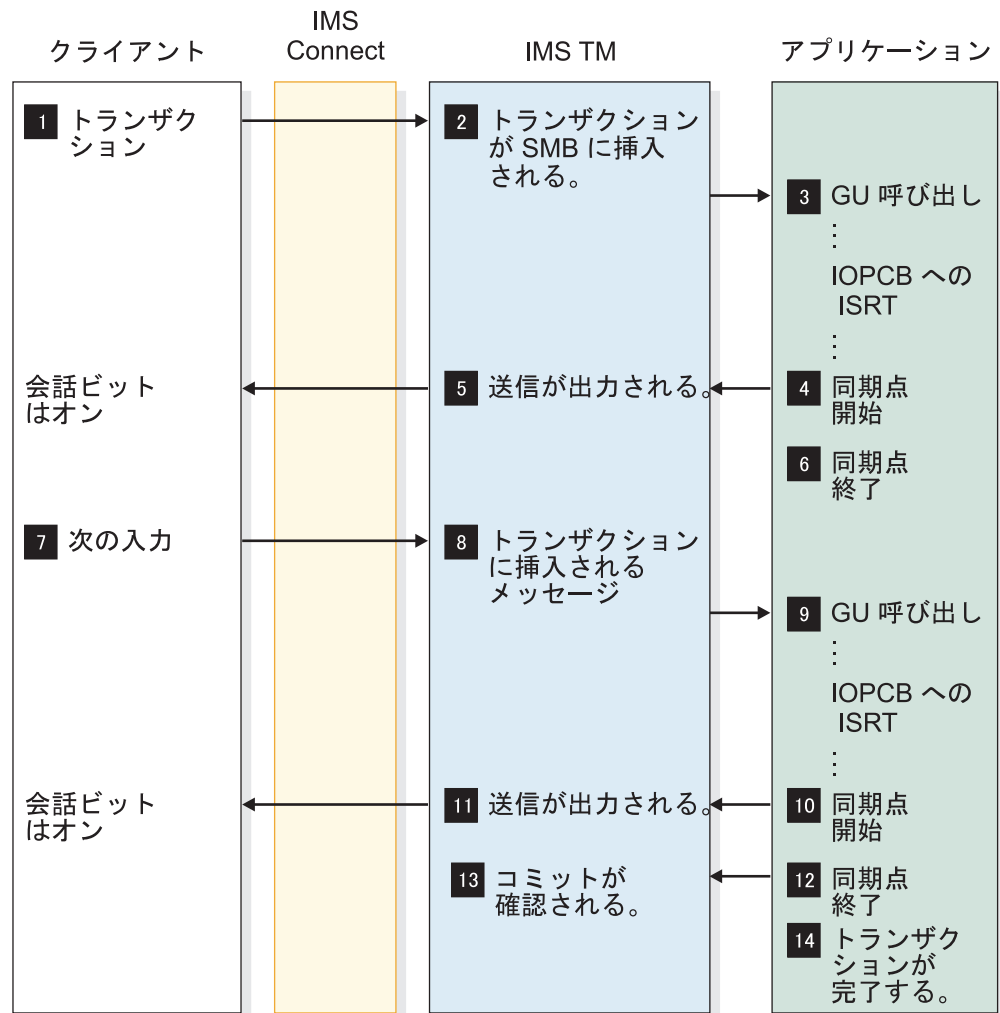 クライアント
IMS
Connect
IMS TM
アプリケーション
1 トランザク
ション
2 トランザクション
が SMB に挿入
される。
3 GU 呼び出し
⋮
IOPCB への
ISRT
⋮
会話ビット
はオン
5 送信が出力される。
4 同期点
開始
6 同期点
終了
7 次の入力
8 トランザクション
に挿入される
メッセージ
9 GU 呼び出し
⋮
IOPCB への
ISRT
⋮
会話ビット
はオン
11 送信が出力される。
10 同期点
開始
13 コミットが
確認される。
12 同期点
終了
14 トランザク
ションが
完了する。